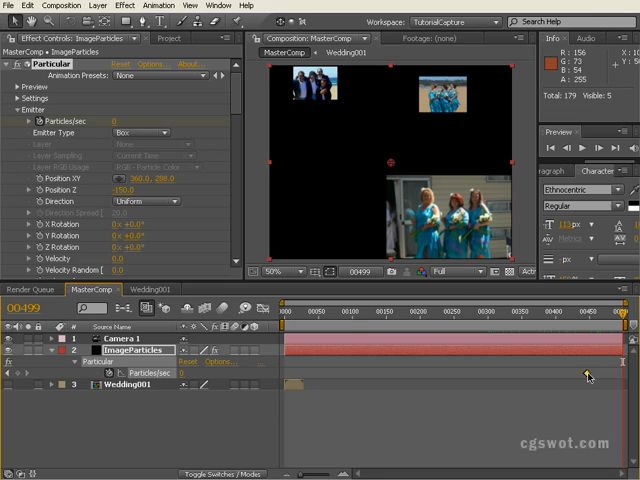 File Edit Composition Layer Effect Animation View Window Help
Workspace: TutorialCapture Search Help
Effect Controls: ImageParticles Project
MasterComp • ImageParticles
Particular Reset Options...
Animation Presets: None
Preview
Settings
Emitter
Particles/sec 0
Emitter Type Box
Layer None
Layer Sampling Current Time
Layer RGB Usage RGB - Particle Color
Position XY 360.0, 288.0
Position Z -150.0
Direction Uniform
Direction Spread [ 20.0
X Rotation 0 x +0.0°
Y Rotation 0 x +0.0°
Z Rotation 0 x +0.0°
Velocity 0.0
Velocity Random [ 0.0
Composition: MasterComp Footage: (none)
MasterComp Wedding001
50% 00499 Full
Info
R : 156
G : 73
B : 54
A : 255
Total: 179 Visible: 5
Preview
aragraph Character
Ethnocentric
Regular
113 px
Metrics
- px
Render Queue MasterComp Wedding001
00499
0000 00050 00100 00150 00200 00250 00300 00350 00400 00450
# Source Name
1 Camera 1
2 ImageParticles
Particular Reset Options...
Particles/sec 0
3 Wedding001
cgswot.com
Toggle Switches / Modes